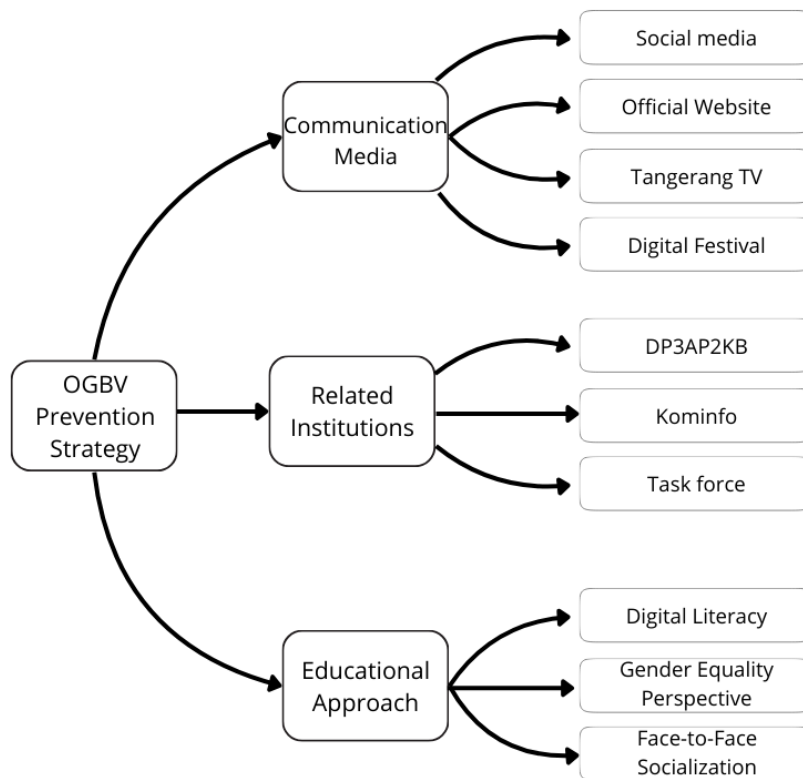 OGBV
Prevention
Strategy
Communication
Media
Social media
Official Website
Tangerang TV
Digital Festival
Related
Institutions
DP3AP2KB
Kominfo
Task force
Educational
Approach
Digital Literacy
Gender Equality
Perspective
Face-to-Face
Socialization